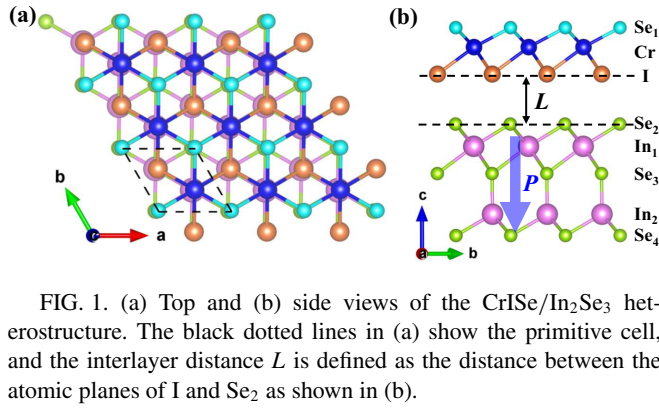 (a)
(b)
Se1
Cr
I
L
Se2
In1
Se3
P
In2
Se4
b
a
c
a
b
FIG. 1. (a) Top and (b) side views of the CrISe/In2Se3 het-
erostructure. The black dotted lines in (a) show the primitive cell,
and the interlayer distance L is defined as the distance between the
atomic planes of I and Se2 as shown in (b).